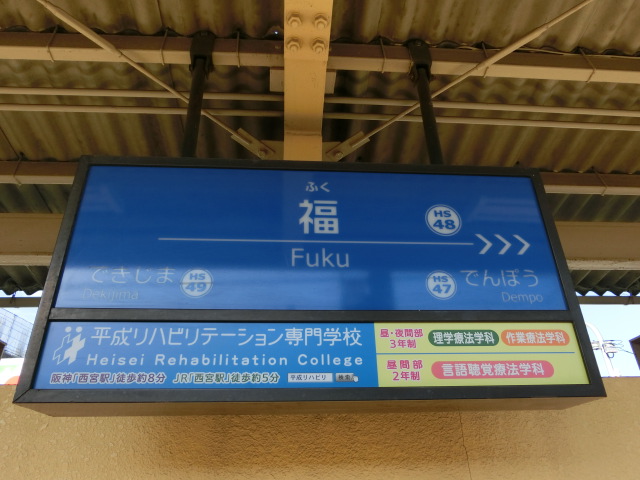 ふく
福
HS
48
Fuku
できじま
HS
49
Dekijima
HS
47
でんぽう
Dempo
平成リハビリテーション専門学校
Heisei Rehabilitation College
阪神「西宮駅」徒歩約8分 JR「西宮駅」徒歩約5分 平成リハビリ 検索
昼・夜間部
3年制
理学療法学科 作業療法学科
昼間部
2年制
言語聴覚療法学科